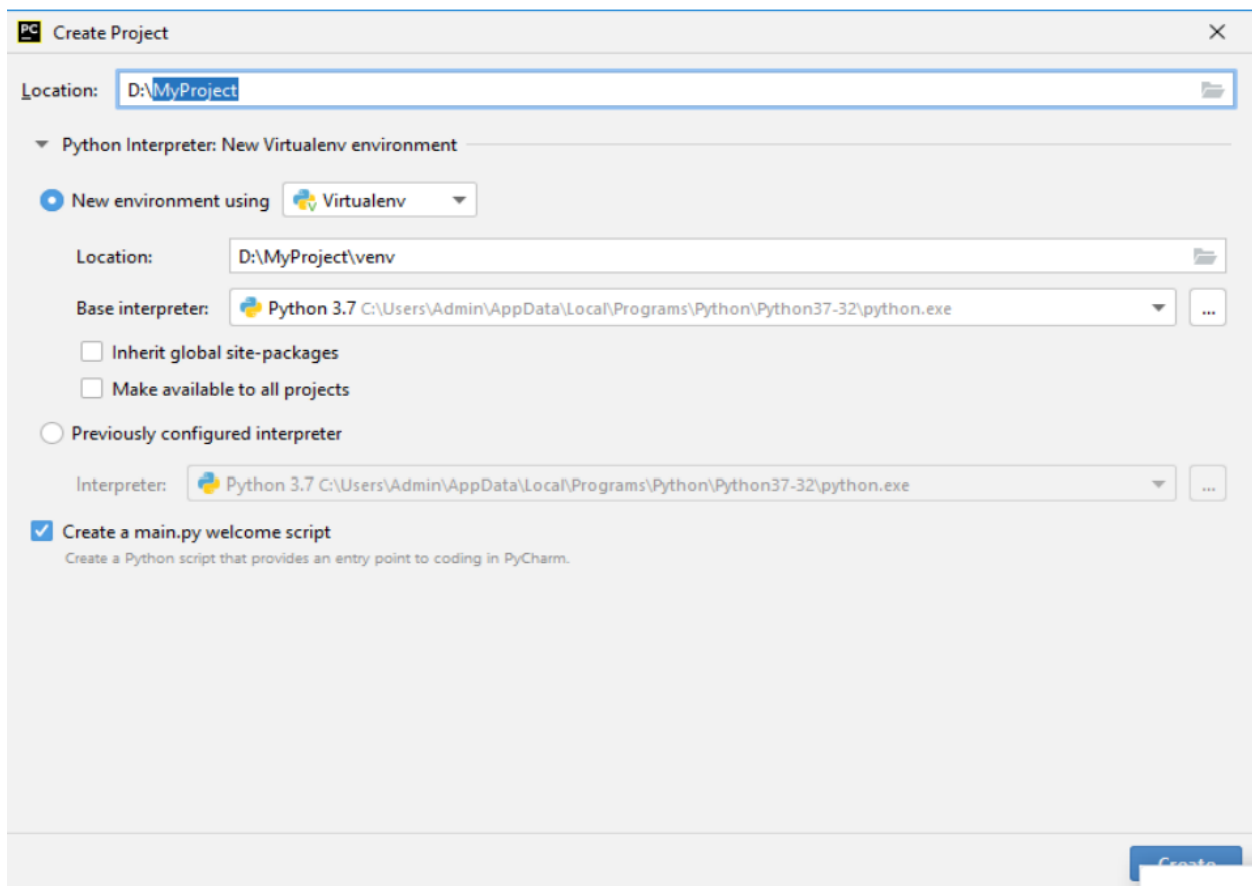 PC Create Project
Location: D:\MyProject
Python Interpreter: New Virtualenv environment
New environment using Virtualenv
Location: D:\MyProject\venv
Base interpreter: Python 3.7 C:\Users\Admin\AppData\Local\Programs\Python\Python37-32\python.exe ...
Inherit global site-packages
Make available to all projects
Previously configured interpreter
Interpreter: Python 3.7 C:\Users\Admin\AppData\Local\Programs\Python\Python37-32\python.exe ...
Create a main.py welcome script
Create a Python script that provides an entry point to coding in PyCharm.
Create